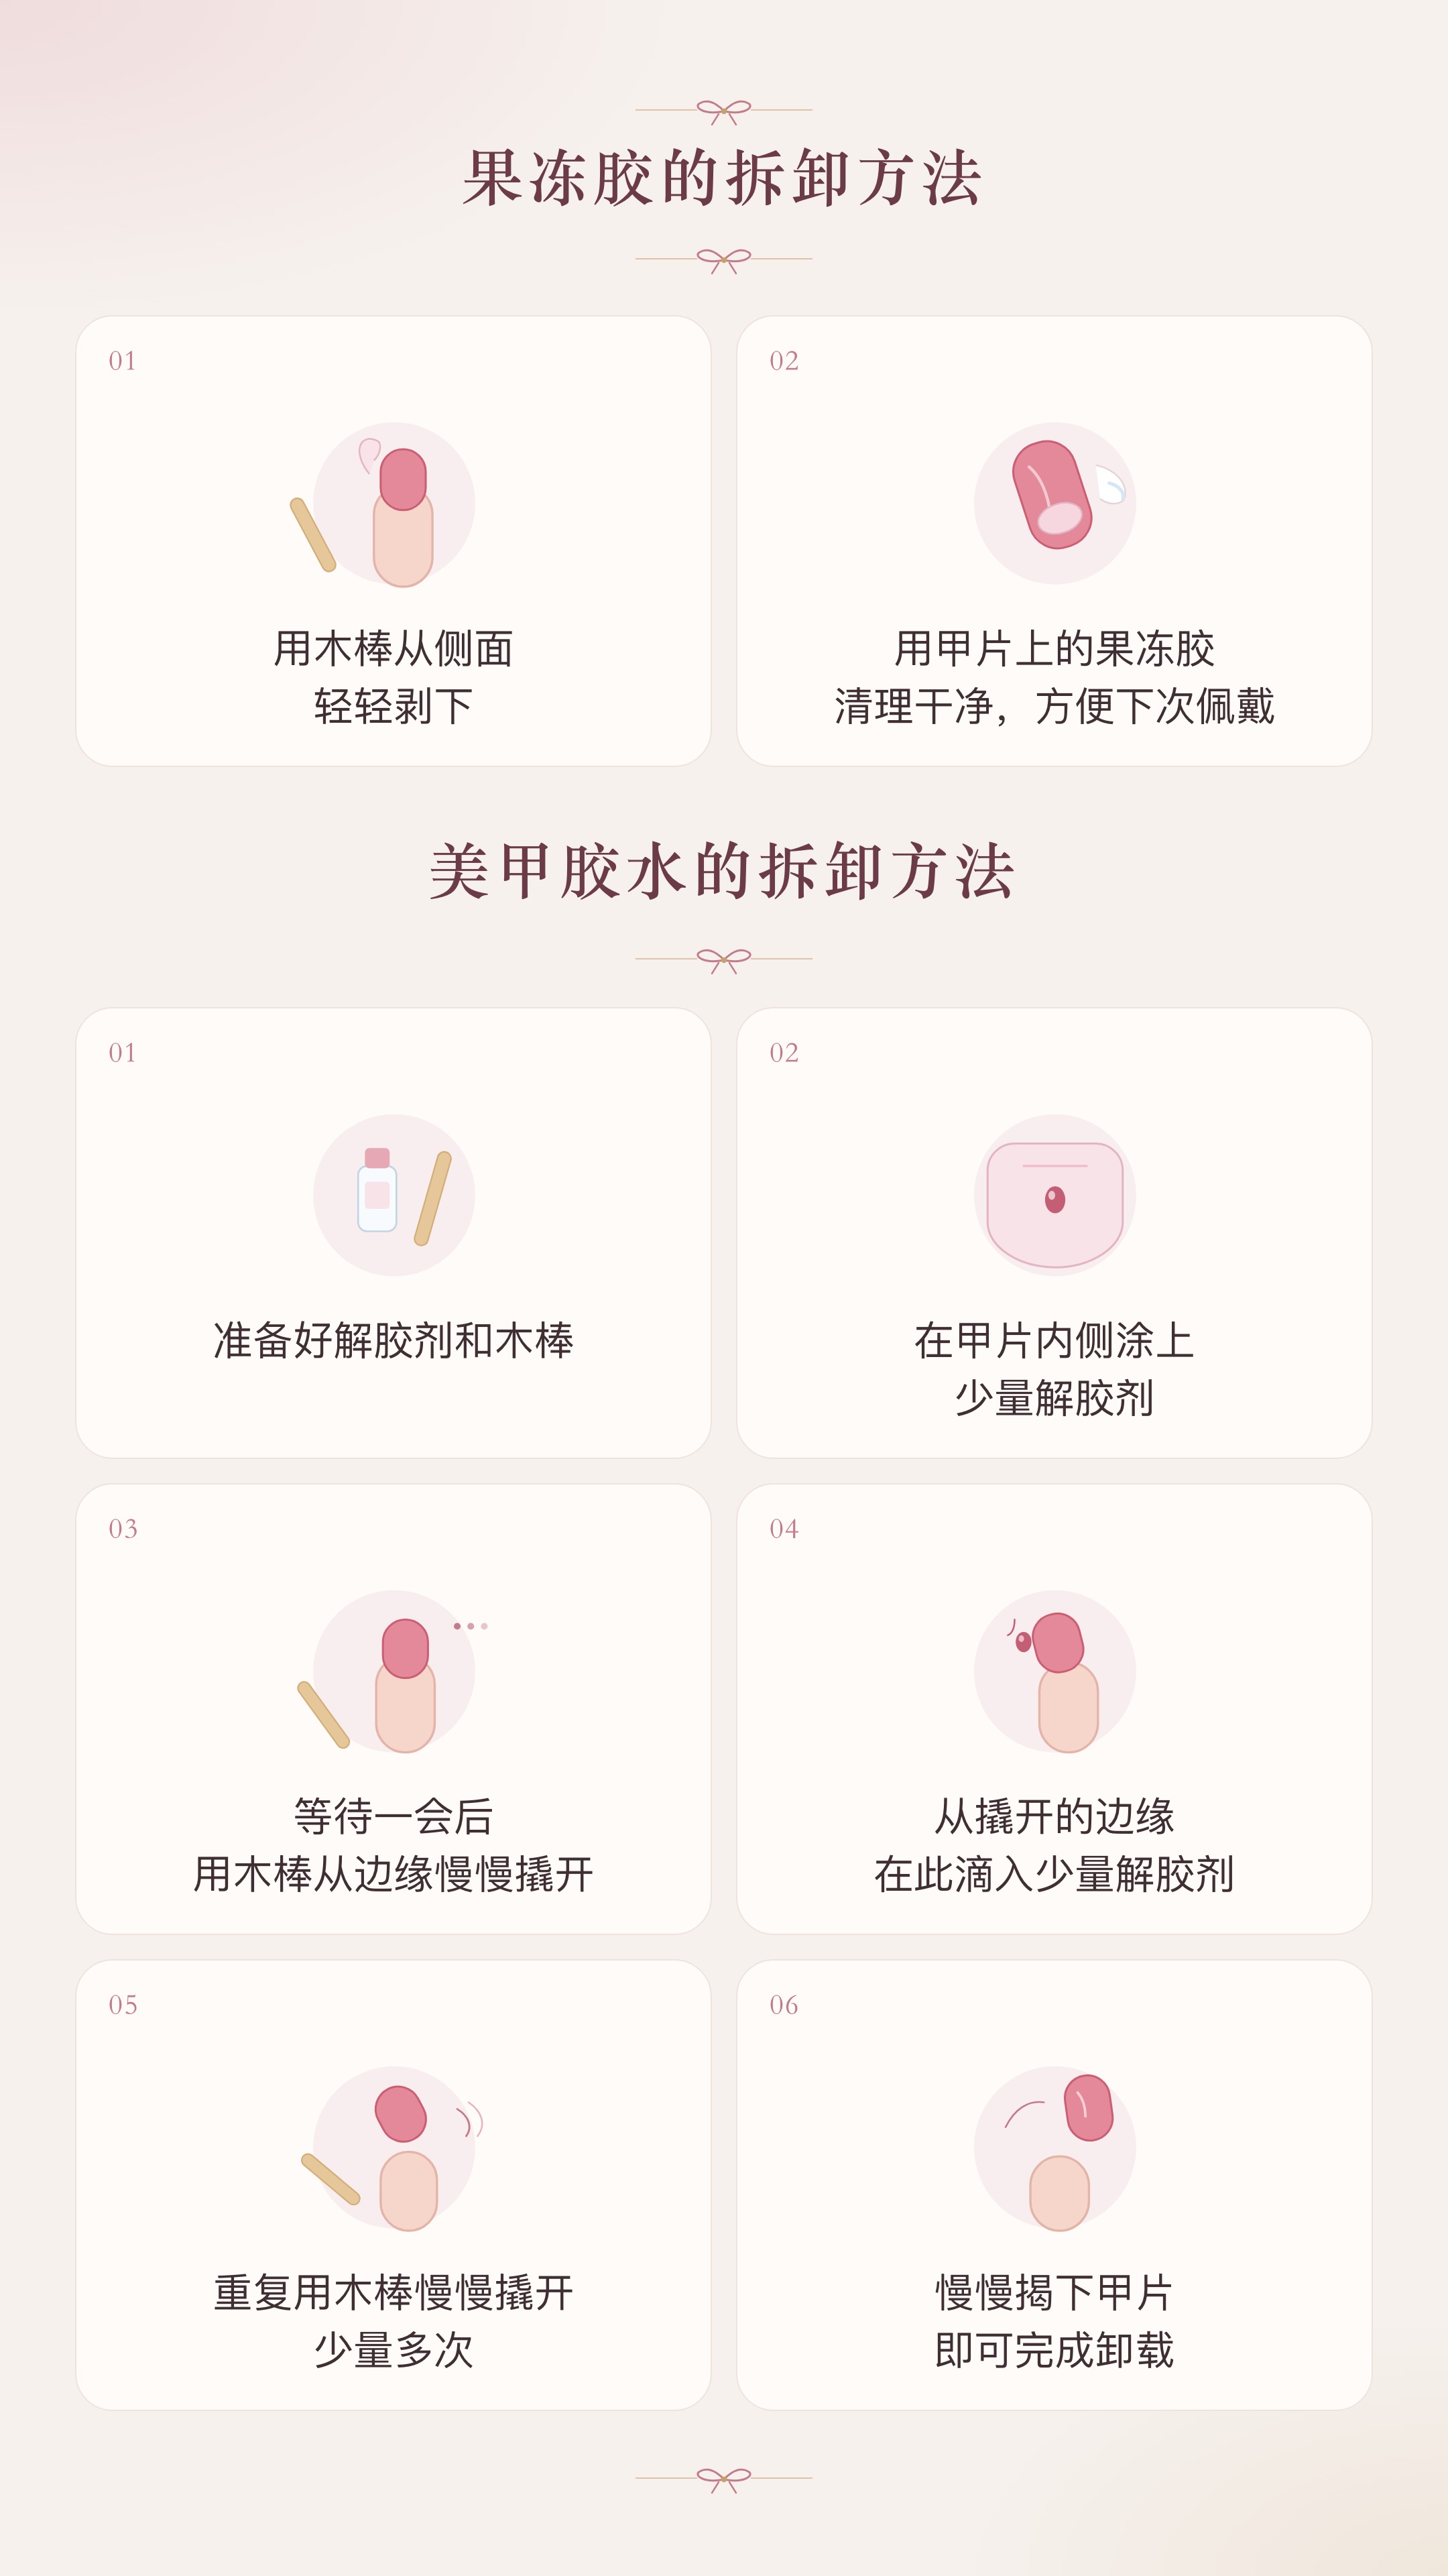 果冻胶的拆卸方法
01
用木棒从侧面
轻轻剥下
02
用甲片上的果冻胶
清理干净，方便下次佩戴
美甲胶水的拆卸方法
01
准备好解胶剂和木棒
02
在甲片内侧涂上
少量解胶剂
03
等待一会后
用木棒从边缘慢慢撬开
04
从撬开的边缘
在此滴入少量解胶剂
05
重复用木棒慢慢撬开
少量多次
06
慢慢揭下甲片
即可完成卸载